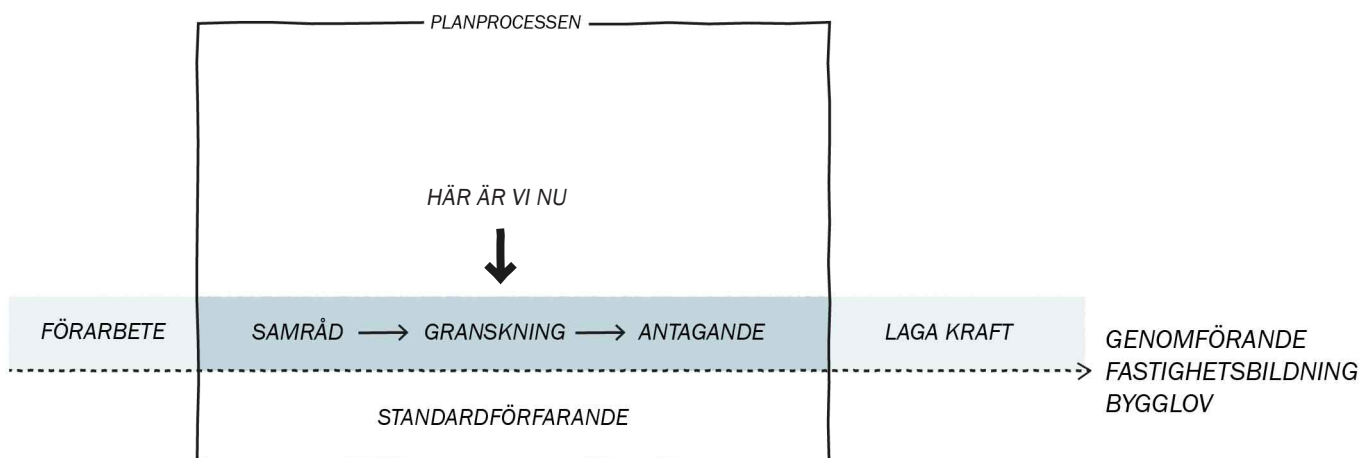 PLANPROCESSEN
HÄR ÄR VI NU
FÖRARBETE
SAMRÅD
GRANSKNING
ANTAGANDE
LAGA KRAFT
GENOMFÖRANDE
FASTIGHETSBILDNING
BYGGLOV
STANDARDFÖRFARANDE